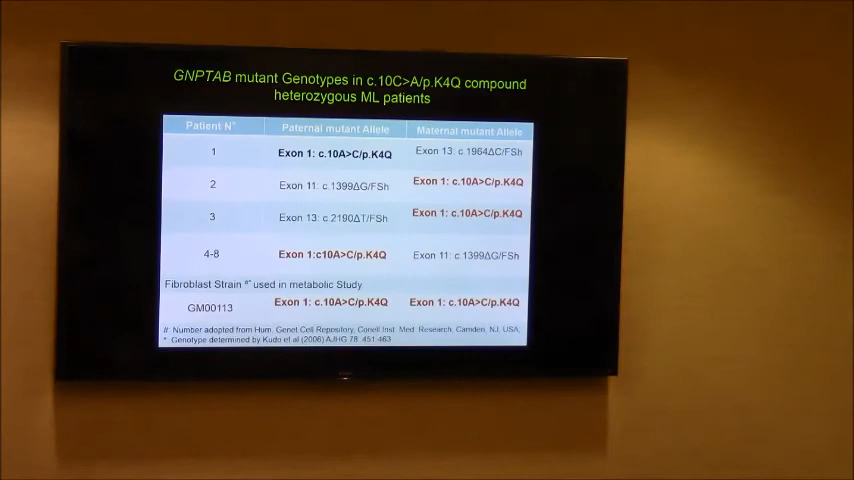 GNPTAB mutant Genotypes in c.10C>A/p.K4Q compound
heterozygous ML patients
Patient N° Paternal mutant Allele Maternal mutant Allele
1 Exon 1: c.10A>C/p.K4Q Exon 13: c.1964ΔC/FSh
2 Exon 11: c.1399ΔG/FSh Exon 1: c.10A>C/p.K4Q
3 Exon 13: c.2190ΔT/FSh Exon 1: c.10A>C/p.K4Q
4-8 Exon 1:c10A>C/p.K4Q Exon 11: c.1399ΔG/FSh
Fibroblast Strain #* used in metabolic Study
GM00113 Exon 1: c.10A>C/p.K4Q Exon 1: c.10A>C/p.K4Q
#: Number adopted from Hum. Genet Cell Repository, Coriell Inst. Med. Research, Camden, NJ, USA;
* Genotype determined by Kudo et al (2006) AJHG 78: 451-463